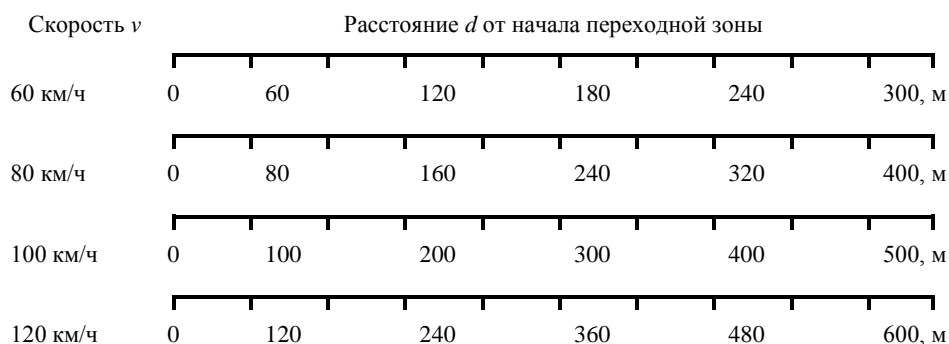 Скорость v Расстояние d от начала переходной зоны
60 км/ч 0 60 120 180 240 300, м
80 км/ч 0 80 160 240 320 400, м
100 км/ч 0 100 200 300 400 500, м
120 км/ч 0 120 240 360 480 600, м